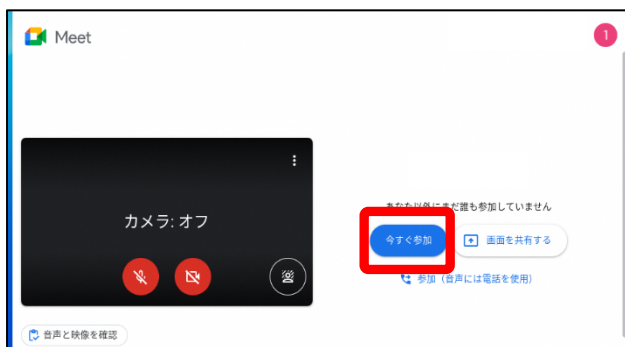 Meet
1
カメラ: オフ
あなた以外にまだ誰も参加していません
今すぐ参加
画面を共有する
参加（音声には電話を使用）
音声と映像を確認